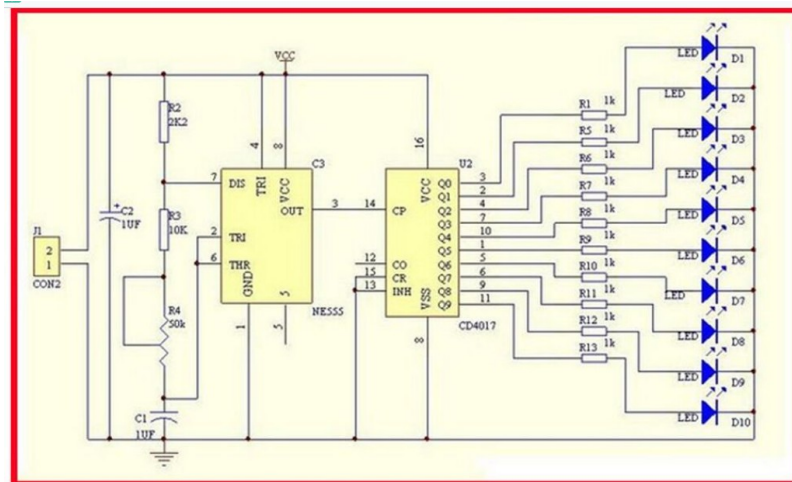 VCC
R2
2K2
R3
10K
R4
50k
C2
1UF
C1
1UF
J1
2
1
CON2
C3
4
8
7
DIS
TRI
VCC
OUT
3
2
TRI
6
THR
GND
5
NE555
1
5
U2
16
VCC
14
CP
12
CO
15
CR
13
INH
VSS
8
CD4017
Q0
3
Q1
2
Q2
4
Q3
7
Q4
10
Q5
1
Q6
5
Q7
6
Q8
9
Q9
11
R1
1k
R5
1k
R6
1k
R7
1k
R8
1k
R9
1k
R10
1k
R11
1k
R12
1k
R13
1k
LED
D1
LED
D2
LED
D3
LED
D4
LED
D5
LED
D6
LED
D7
LED
D8
LED
D9
LED
D10